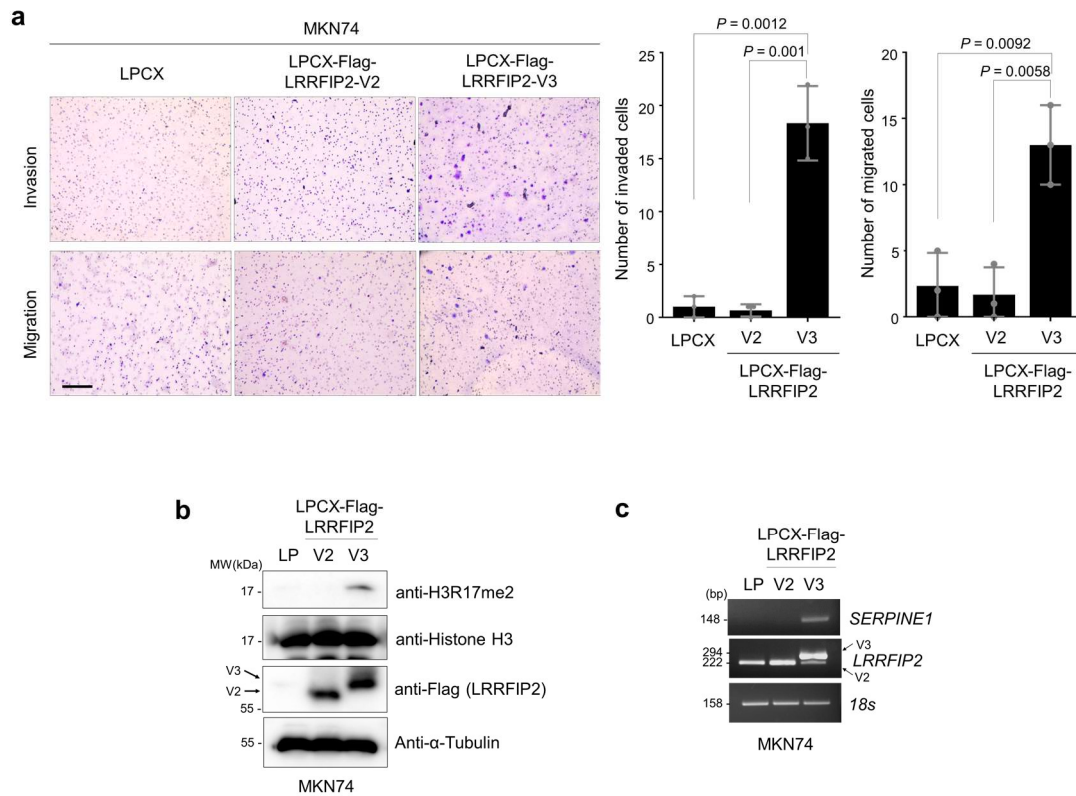 a
MKN74
LPCX
LPCX-Flag-
LRRFIP2-V2
LPCX-Flag-
LRRFIP2-V3
Invasion
Migration
P = 0.0012
P = 0.001
Number of invaded cells
25
20
15
10
5
0
LPCX
V2
V3
LPCX-Flag-
LRRFIP2
P = 0.0092
P = 0.0058
Number of migrated cells
20
15
10
5
0
LPCX
V2
V3
LPCX-Flag-
LRRFIP2
b
LPCX-Flag-
LRRFIP2
LP V2 V3
MW(kDa)
17 - anti-H3R17me2
17 - anti-Histone H3
V3
V2
55 -
anti-Flag (LRRFIP2)
55 - Anti-α-Tubulin
MKN74
c
LPCX-Flag-
LRRFIP2
LP V2 V3
(bp)
148 - SERPINE1
294
222
V3
LRRFIP2
V2
158 - 18s
MKN74